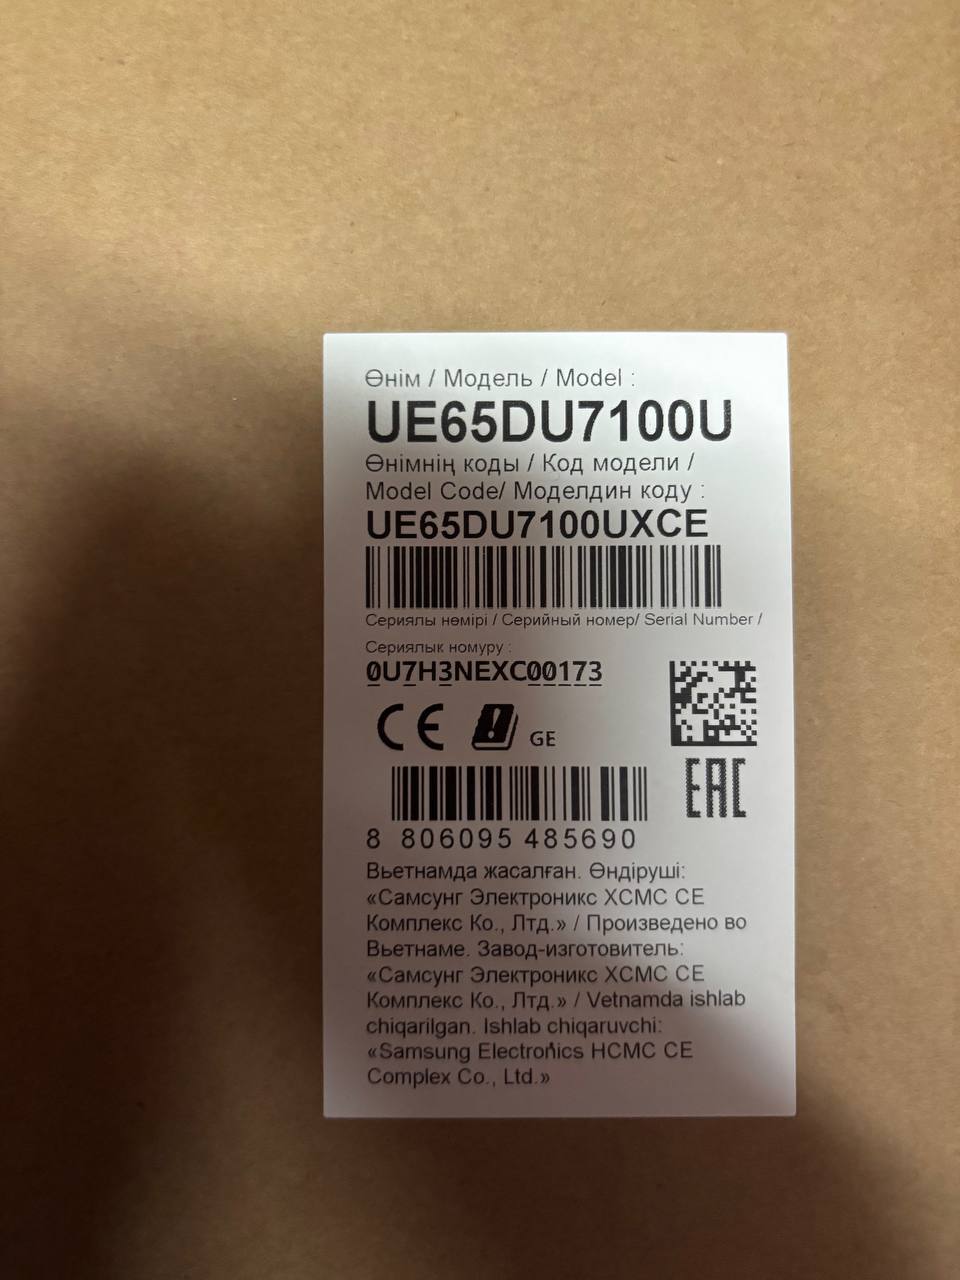 Өнім / Модель / Model :
UE65DU7100U
Өнімнің коды / Код модели /
Model Code/ Моделдин коду :
UE65DU7100UXCE
Сериялы нөмірі / Серийный номер/ Serial Number /
Сериялык номуру :
0U7H3NEXC00173
CE GE
EAC
8 806095 485690
Вьетнамда жасалған. Өндіруші:
«Самсунг Электроникс ХСМС СЕ
Комплекс Ко., Лтд.» / Произведено во
Вьетнаме. Завод-изготовитель:
«Самсунг Электроникс ХСМС СЕ
Комплекс Ко., Лтд.» / Vetnamda ishlab
chiqarilgan. Ishlab chiqaruvchi:
«Samsung Electronics HCMC CE
Complex Co., Ltd.»